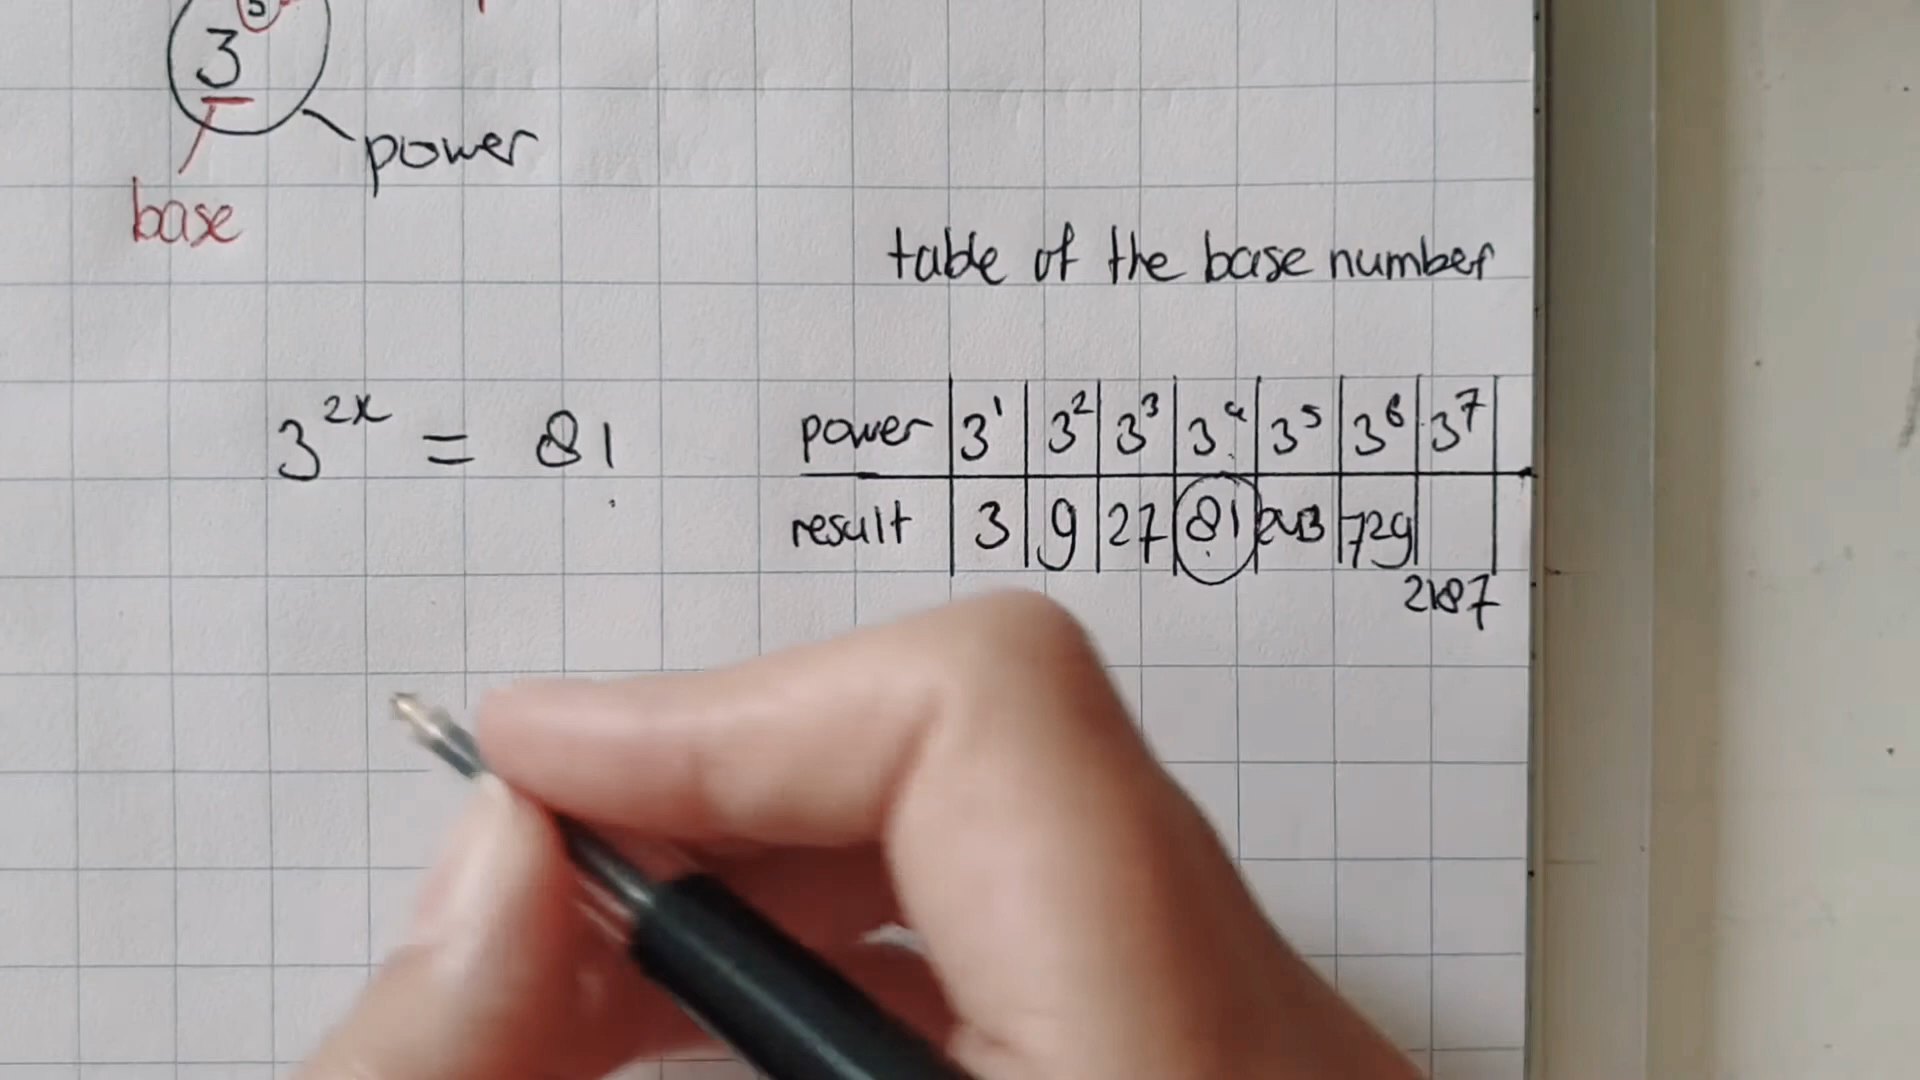 3⁵
power
base
table of the base number
3²ˣ = 81
power 3¹ 3² 3³ 3⁴ 3⁵ 3⁶ 3⁷
result 3 9 27 81 243 729
2187